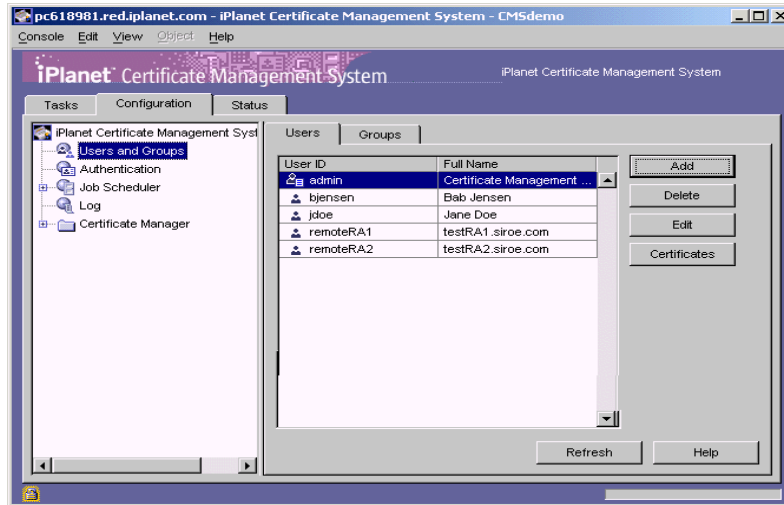 pc618981.red.iplanet.com - iPlanet Certificate Management System - CMSdemo
Console Edit View Object Help
iPlanet Certificate Management System
iPlanet Certificate Management System
Tasks Configuration Status
iPlanet Certificate Management Syst
Users and Groups
Authentication
Job Scheduler
Log
Certificate Manager
Users Groups
User ID Full Name
admin Certificate Management ...
bjensen Bab Jensen
jdoe Jane Doe
remoteRA1 testRA1.siroe.com
remoteRA2 testRA2.siroe.com
Add
Delete
Edit
Certificates
Refresh Help